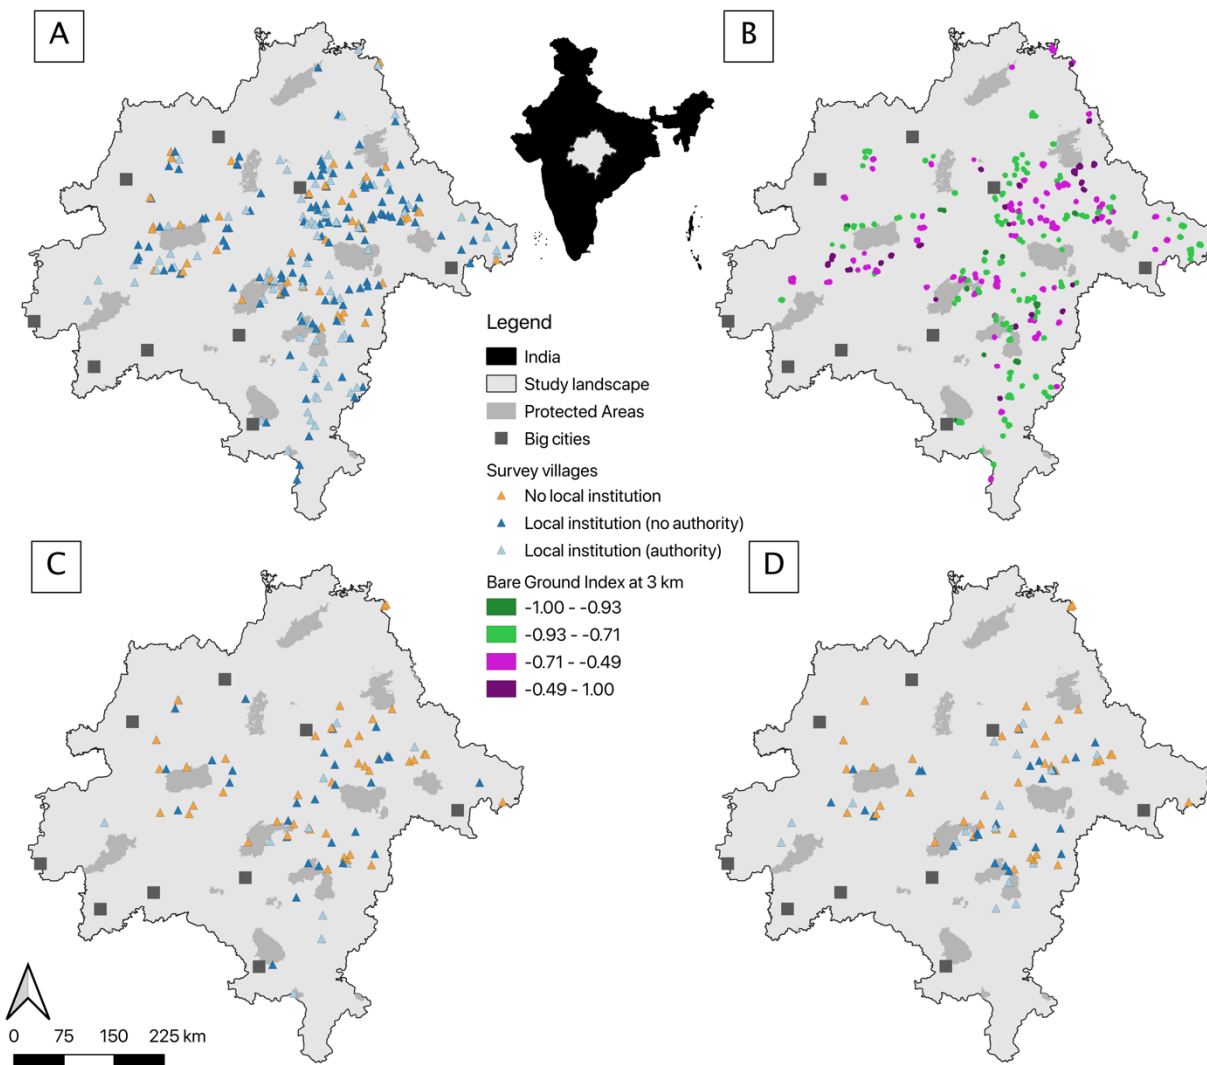 A
B
Legend
India
Study landscape
Protected Areas
Big cities
Survey villages
No local institution
Local institution (no authority)
Local institution (authority)
Bare Ground Index at 3 km
-1.00 - -0.93
-0.93 - -0.71
-0.71 - -0.49
-0.49 - 1.00
C
D
0 75 150 225 km